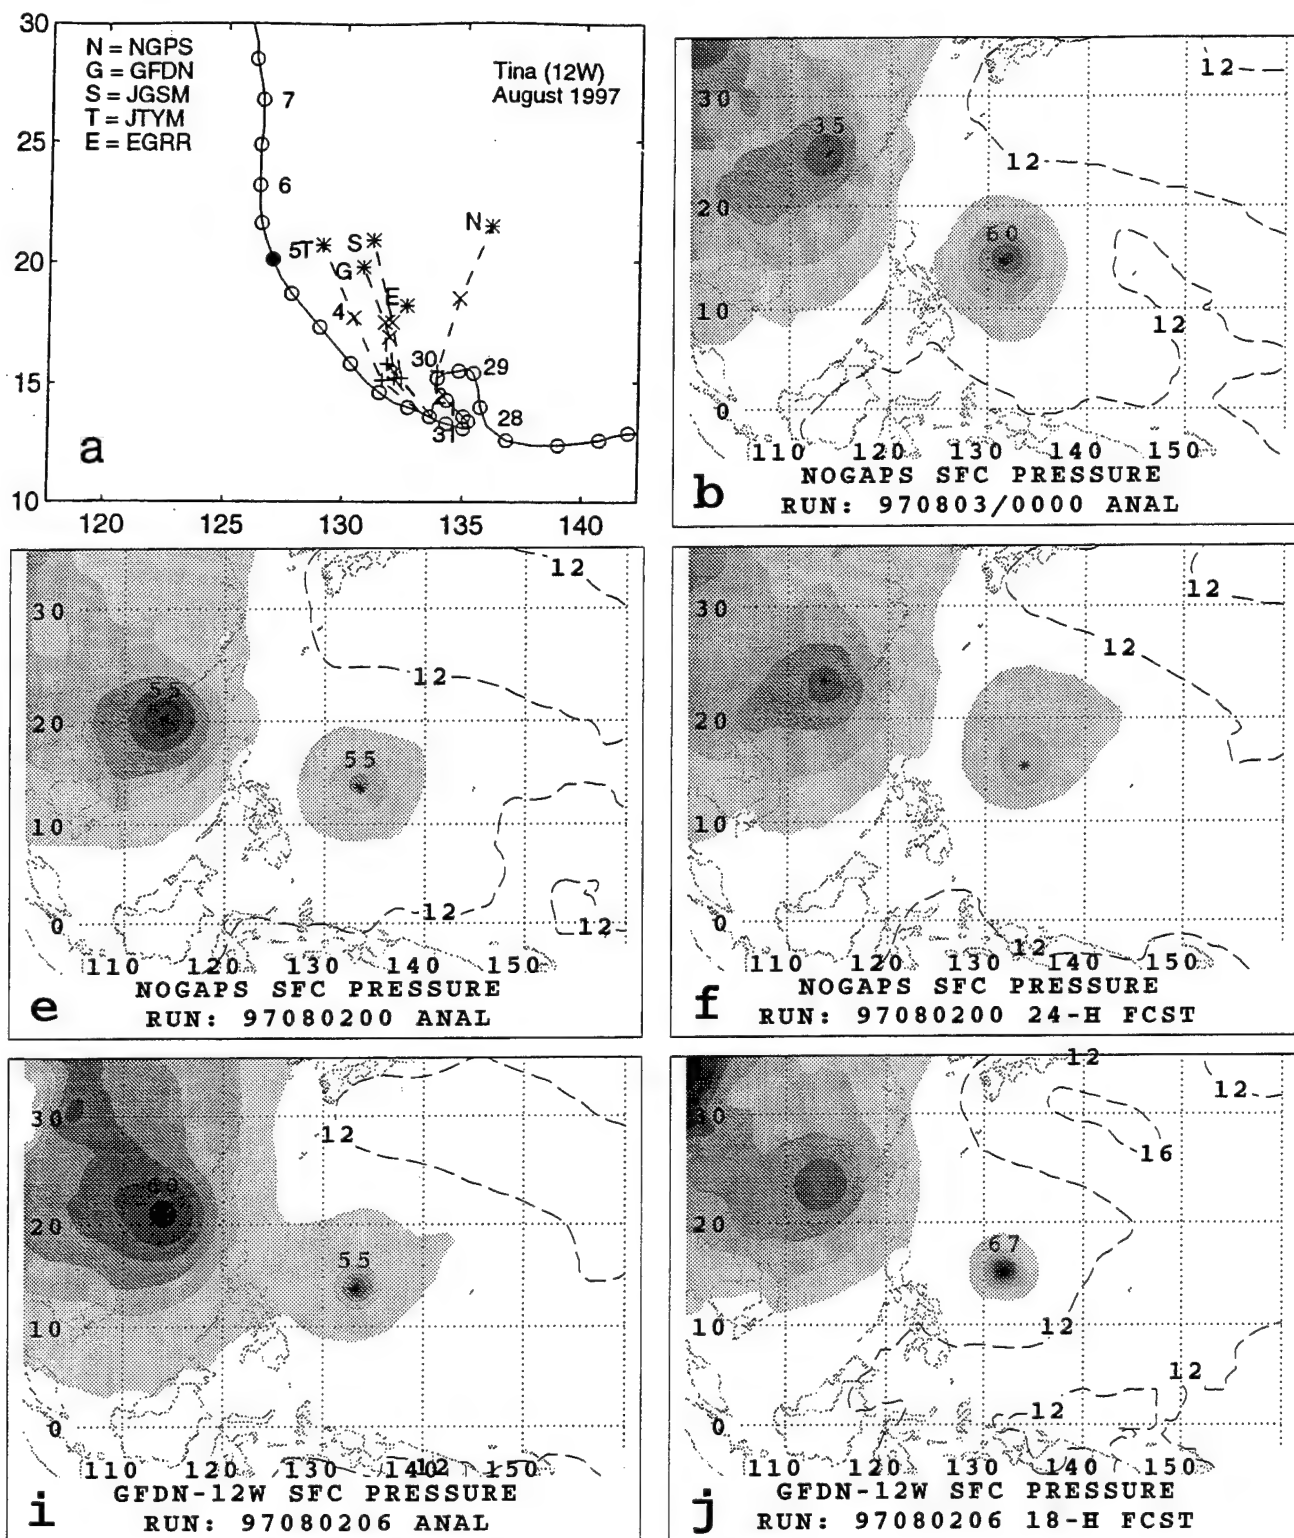 30
25
20
15
10
N = NGPS
G = GFDN
S = JGSM
T = JTYM
E = EGRR
Tina (12W)
August 1997
7
6
5T
S
N
G
E
4
30
29
28
31
a
120 125 130 135 140
12
35
30
12
20
60
10
12
0
110 120 130 140 150
b
NOGAPS SFC PRESSURE
RUN: 970803/0000 ANAL
12
30
12
55
20
55
10
12
12
0
110 120 130 140 150
e
NOGAPS SFC PRESSURE
RUN: 97080200 ANAL
12
30
12
20
10
0
12
110 120 130 140 150
f
NOGAPS SFC PRESSURE
RUN: 97080200 24-H FCST
30
12
60
20
55
10
0
12
110 120 130 140 150
i
GFDN-12W SFC PRESSURE
RUN: 97080206 ANAL
12
12
30
16
20
67
10
12
12
12
0
110 120 130 140 150
j
GFDN-12W SFC PRESSURE
RUN: 97080206 18-H FCST